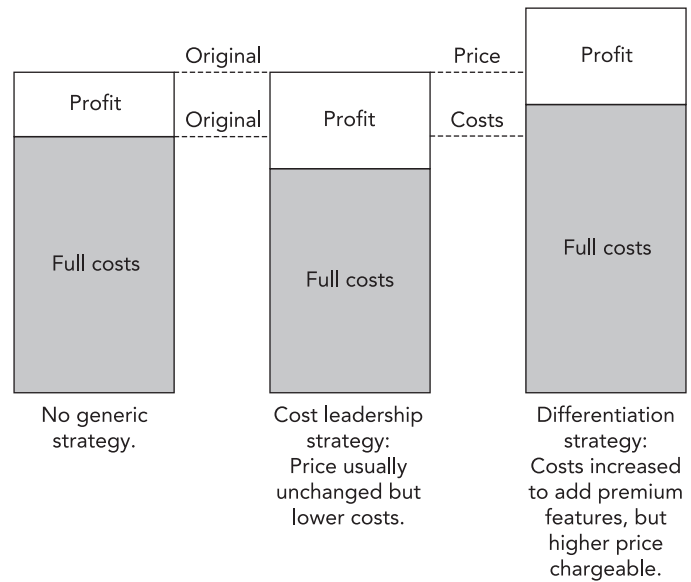 Original
Price
Profit
Profit
Original
Profit
Costs
Full costs
Full costs
Full costs
No generic
strategy.
Cost leadership
strategy:
Price usually
unchanged but
lower costs.
Differentiation
strategy:
Costs increased
to add premium
features, but
higher price
chargeable.